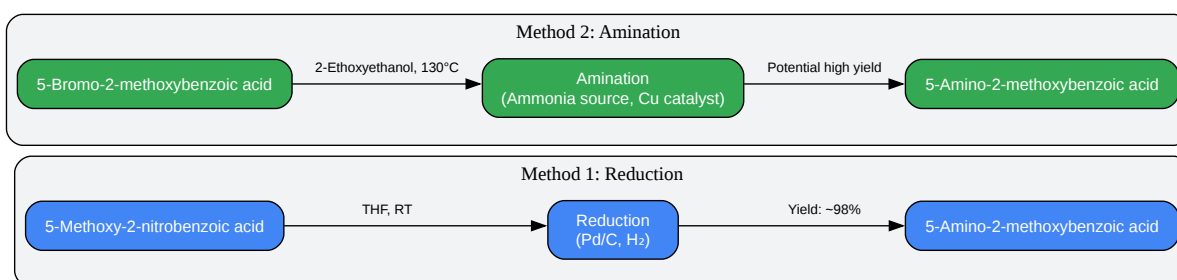 Method 2: Amination
5-Bromo-2-methoxybenzoic acid
2-Ethoxyethanol, 130°C
Amination
(Ammonia source, Cu catalyst)
Potential high yield
5-Amino-2-methoxybenzoic acid
Method 1: Reduction
5-Methoxy-2-nitrobenzoic acid
THF, RT
Reduction
(Pd/C, H₂)
Yield: ~98%
5-Amino-2-methoxybenzoic acid